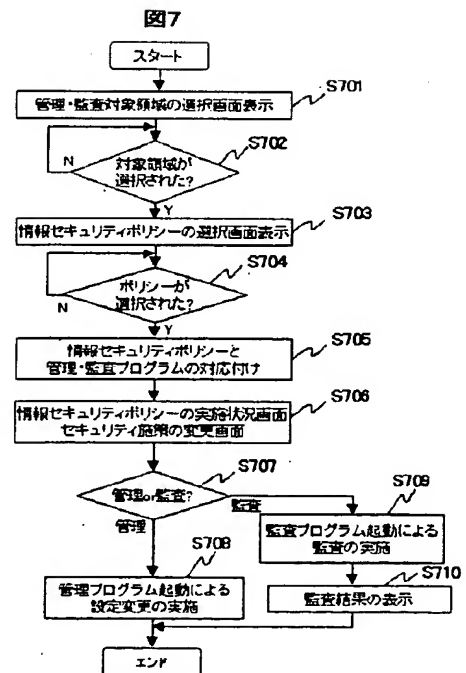 図7
スタート
S701
管理・監査対象領域の選択画面表示
S702
対象領域が
選択された?
N
Y
S703
情報セキュリティポリシーの選択画面表示
S704
ポリシーが
選択された?
N
Y
S705
情報セキュリティポリシーと
管理・監査プログラムの対応付け
S706
情報セキュリティポリシーの実施状況画面
セキュリティ施策の変更画面
S707
管理or監査?
監査
管理
S709
監査プログラム起動による
監査の実施
S708
管理プログラム起動による
設定変更の実施
S710
監査結果の表示
エンド